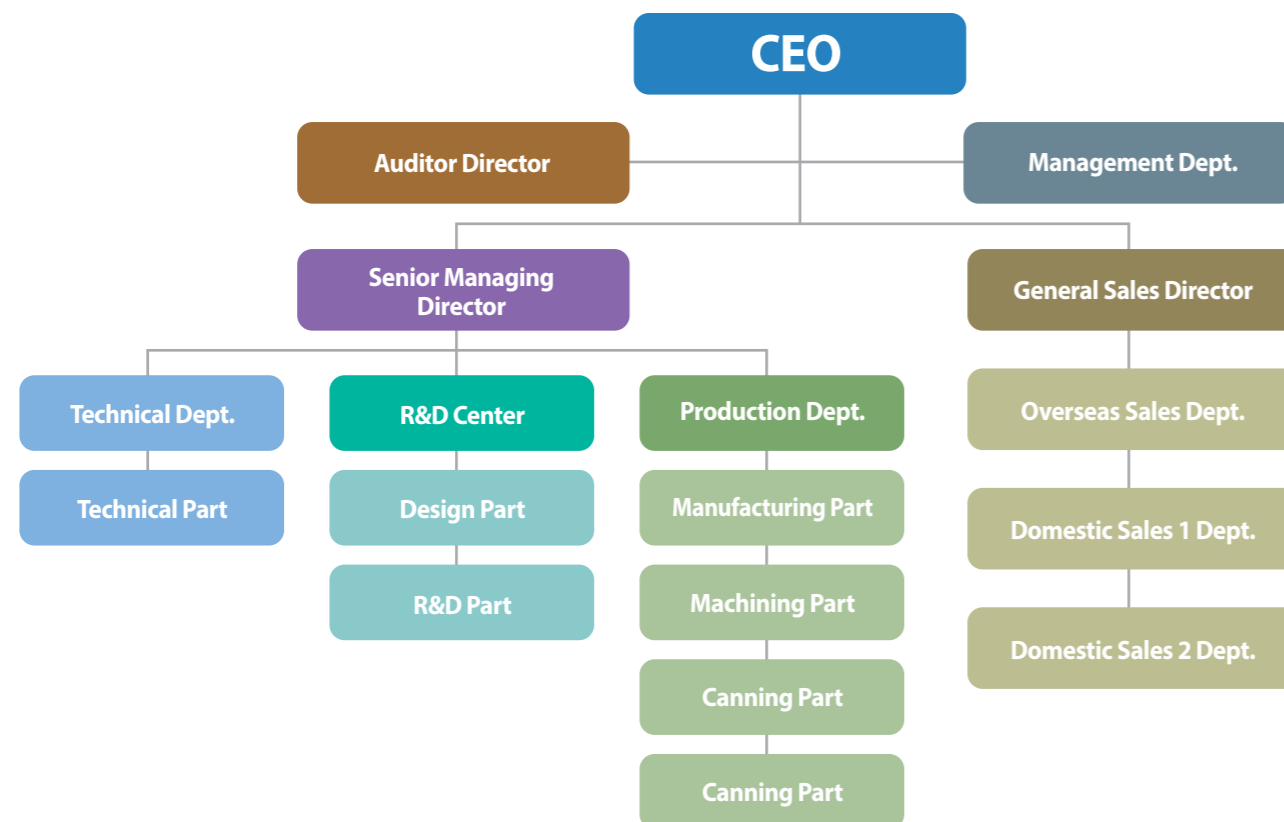 CEO
Auditor Director
Management Dept.
Senior Managing
Director
General Sales Director
Technical Dept.
R&D Center
Production Dept.
Overseas Sales Dept.
Technical Part
Design Part
Manufacturing Part
Domestic Sales 1 Dept.
R&D Part
Machining Part
Domestic Sales 2 Dept.
Canning Part
Canning Part